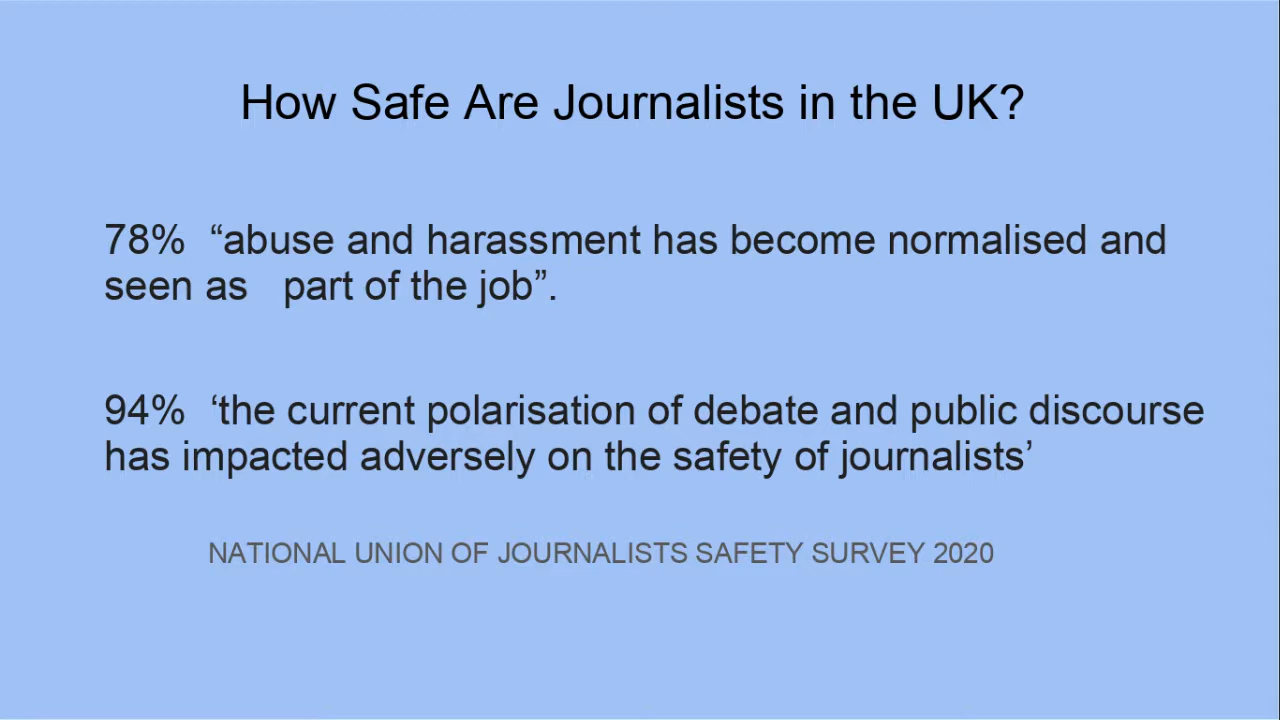 How Safe Are Journalists in the UK?
78%  “abuse and harassment has become normalised and
seen as   part of the job”.
94%  ‘the current polarisation of debate and public discourse
has impacted adversely on the safety of journalists’
NATIONAL UNION OF JOURNALISTS SAFETY SURVEY 2020